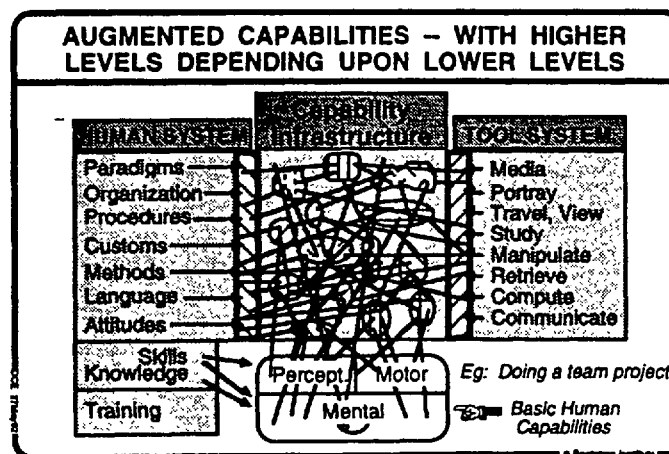 AUGMENTED CAPABILITIES – WITH HIGHER
LEVELS DEPENDING UPON LOWER LEVELS
HUMAN SYSTEM
Capability
Infrastructure
TOOL SYSTEM
Paradigms
Organization
Procedures
Customs
Methods
Language
Attitudes
Media
Portray
Travel, View
Study
Manipulate
Retrieve
Compute
Communicate
Skills
Knowledge
Training
Percept.
Motor
Mental
Eg: Doing a team project
Basic Human
Capabilities